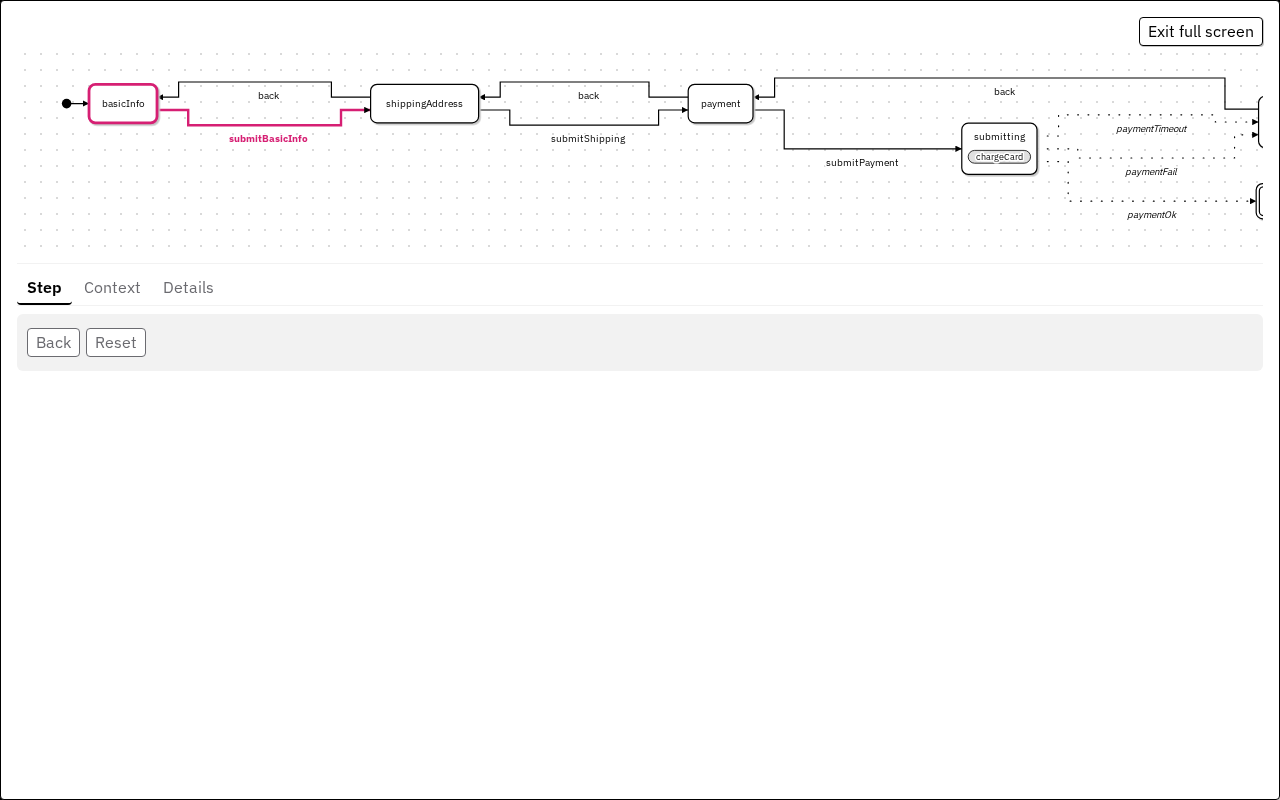 Exit full screen
basicInfo
back
submitBasicInfo
shippingAddress
back
submitShipping
payment
back
submitPayment
submitting
chargeCard
paymentTimeout
paymentFail
paymentOk
Step
Context
Details
Back
Reset